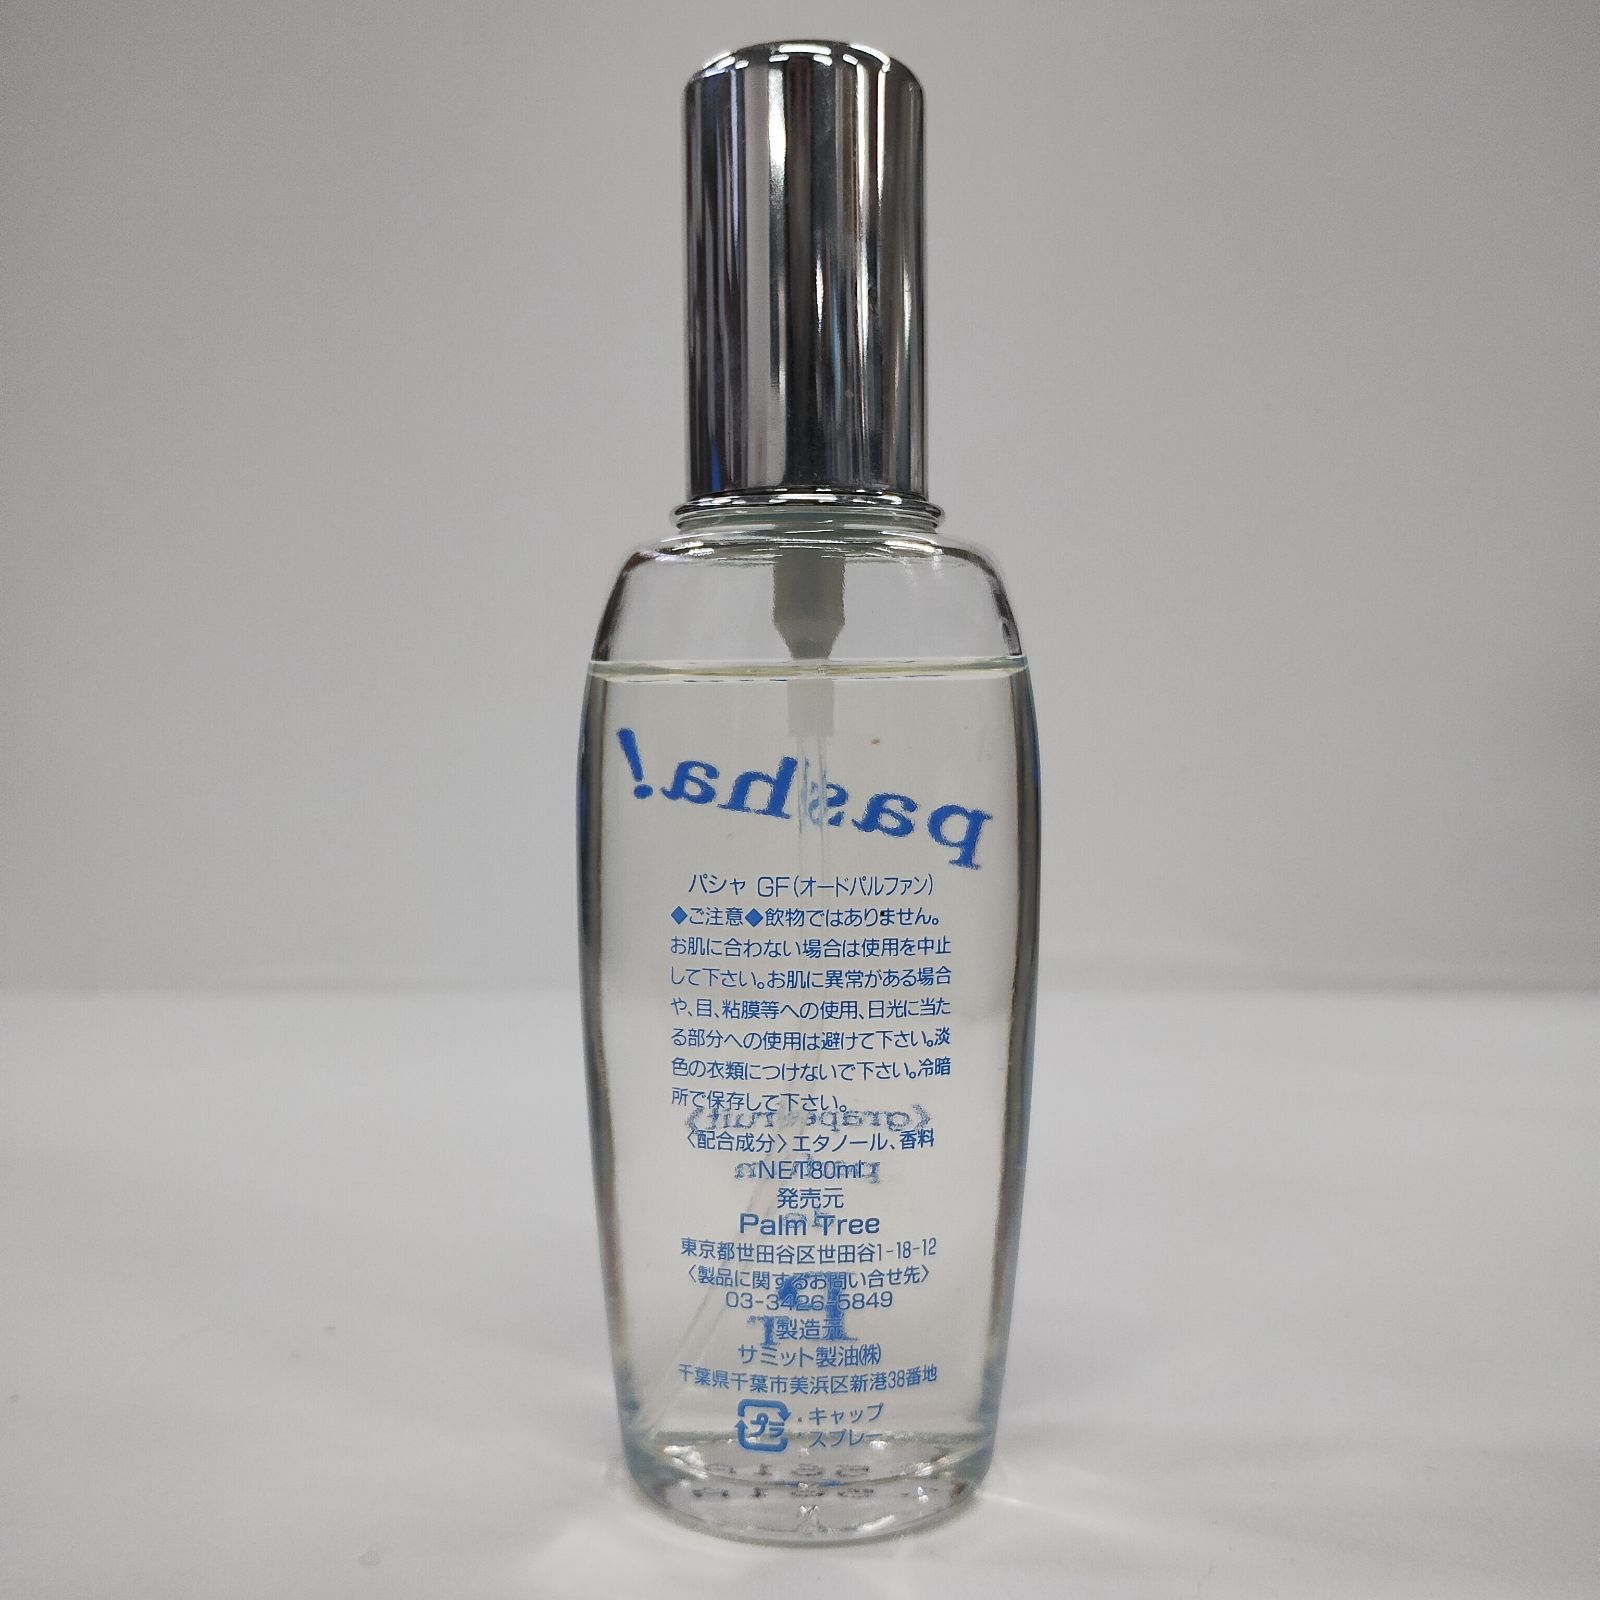 pasha!
パシャ GF(オードパルファン)
◆ご注意◆飲物ではありません。
お肌に合わない場合は使用を中止
して下さい。お肌に異常がある場合
や、目、粘膜等への使用、日光に当た
る部分への使用は避けて下さい。淡
色の衣類につけないで下さい。冷暗
所で保存して下さい。
(grapefruit)
〈配合成分〉エタノール、香料
NET80ml
発売元
Palm Tree
東京都世田谷区世田谷1-18-12
〈製品に関するお問い合せ先〉
03-3426-5849
製造元
サミット製油㈱
千葉県千葉市美浜区新港38番地
プラ ・キャップ
・スプレー